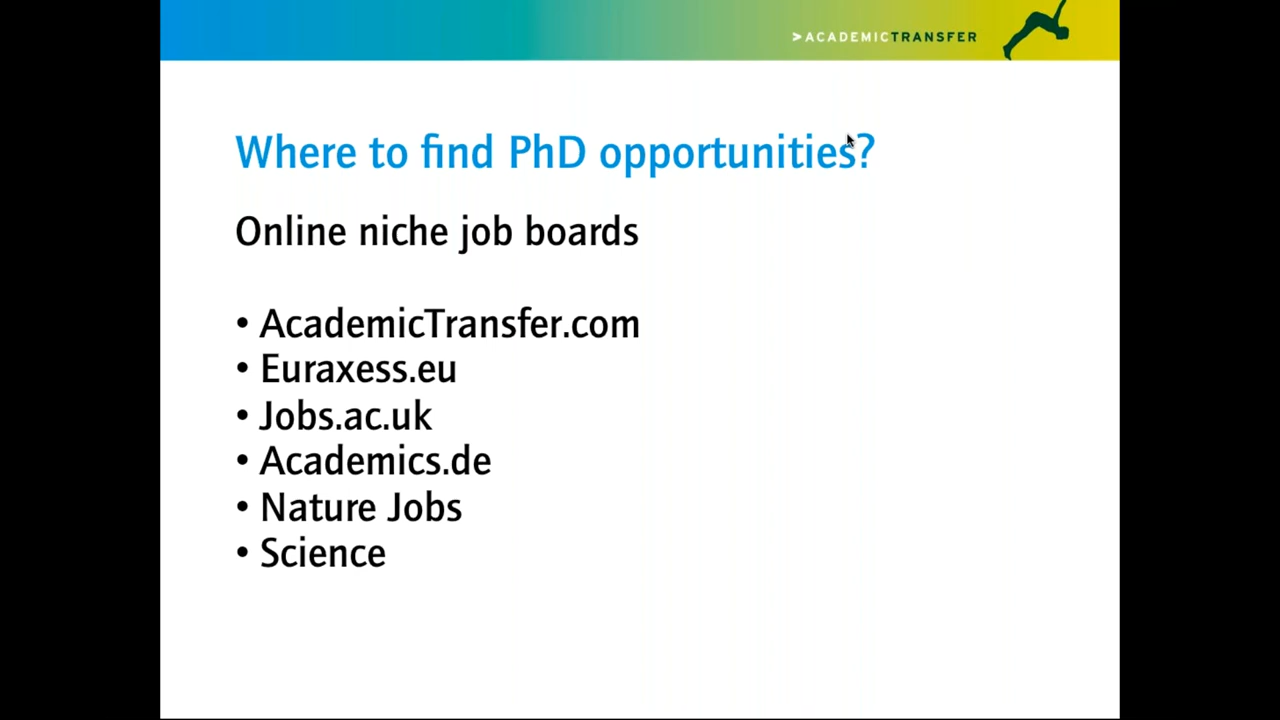 >ACADEMICTRANSFER
Where to find PhD opportunities?
Online niche job boards
• AcademicTransfer.com
• Euraxess.eu
• Jobs.ac.uk
• Academics.de
• Nature Jobs
• Science